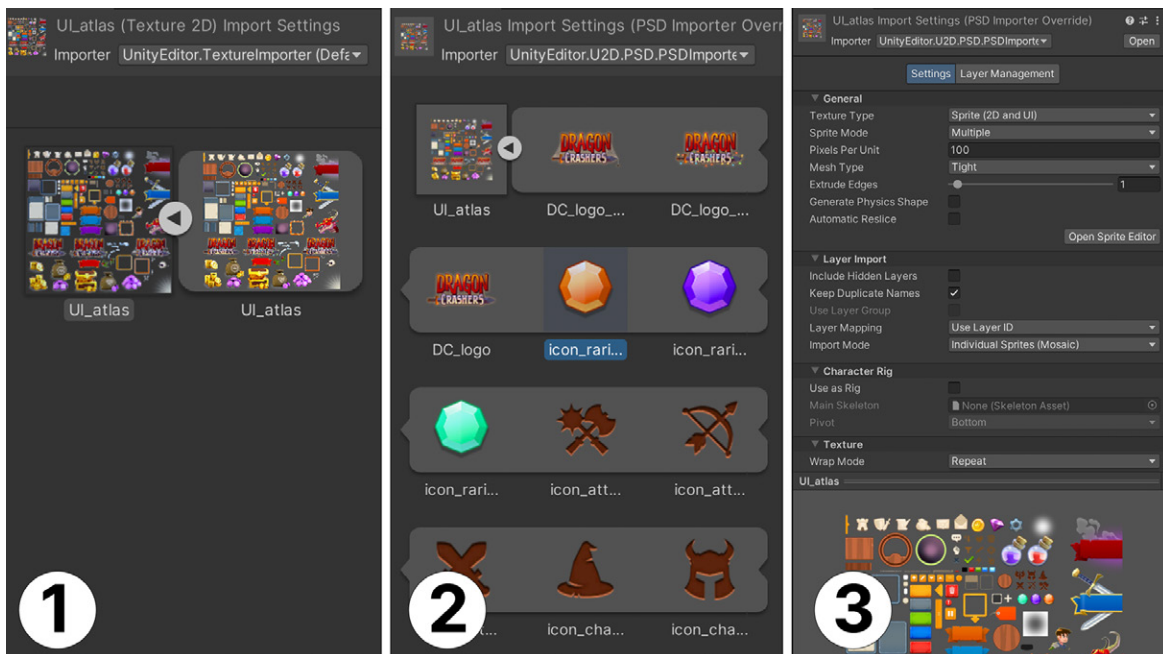 UI_atlas (Texture 2D) Import Settings
Importer UnityEditor.TextureImporter (Defa
UI_atlas
UI_atlas
1
UI_atlas Import Settings (PSD Importer Overr
Importer UnityEditor.U2D.PSD.PSDImporte
DRAGON CRASHERS
DRAGON CRASHERS
UI_atlas
DC_logo_...
DC_logo_...
DRAGON CRASHERS
DC_logo
icon_rari...
icon_rari...
icon_rari...
icon_att...
icon_att...
2
icon_cha...
icon_cha...
UI_atlas Import Settings (PSD Importer Override)
Importer UnityEditor.U2D.PSD.PSDImporte
Open
Settings Layer Management
General
Texture Type Sprite (2D and UI)
Sprite Mode Multiple
Pixels Per Unit 100
Mesh Type Tight
Extrude Edges 1
Generate Physics Shape
Automatic Reslice
Open Sprite Editor
Layer Import
Include Hidden Layers
Keep Duplicate Names
Use Layer Group
Layer Mapping Use Layer ID
Import Mode Individual Sprites (Mosaic)
Character Rig
Use as Rig
Main Skeleton None (Skeleton Asset)
Pivot Bottom
Texture
Wrap Mode Repeat
UI_atlas
3